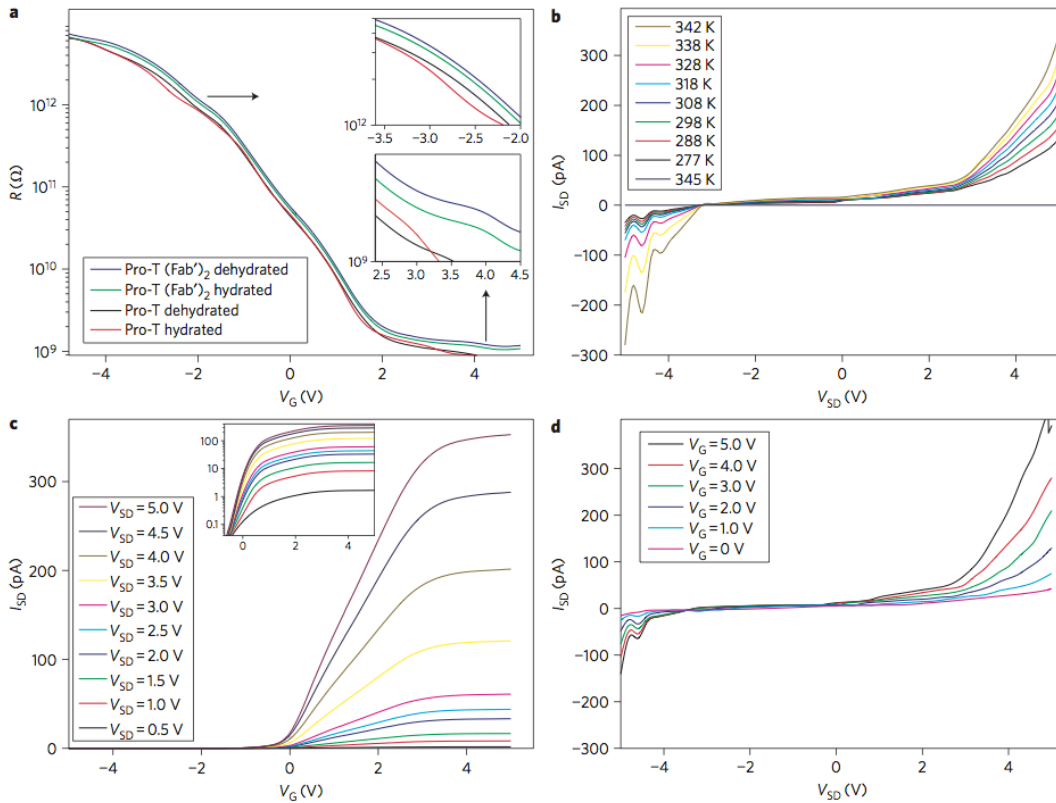 a
R (Ω)
10¹²
10¹¹
10¹⁰
10⁹
−4
−2
0
2
4
V_G (V)
Pro-T (Fab′)₂ dehydrated
Pro-T (Fab′)₂ hydrated
Pro-T dehydrated
Pro-T hydrated
10¹²
−3.5
−3.0
−2.5
−2.0
10⁹
2.5
3.0
3.5
4.0
4.5
b
I_SD (pA)
300
200
100
0
−100
−200
−300
−4
−2
0
2
4
V_SD (V)
342 K
338 K
328 K
318 K
308 K
298 K
288 K
277 K
345 K
c
I_SD (pA)
300
200
100
0
−4
−2
0
2
4
V_G (V)
V_SD = 5.0 V
V_SD = 4.5 V
V_SD = 4.0 V
V_SD = 3.5 V
V_SD = 3.0 V
V_SD = 2.5 V
V_SD = 2.0 V
V_SD = 1.5 V
V_SD = 1.0 V
V_SD = 0.5 V
100
10
1
0.1
0
2
4
d
I_SD (pA)
300
200
100
0
−100
−200
−300
−4
−2
0
2
4
V_SD (V)
V_G = 5.0 V
V_G = 4.0 V
V_G = 3.0 V
V_G = 2.0 V
V_G = 1.0 V
V_G = 0 V